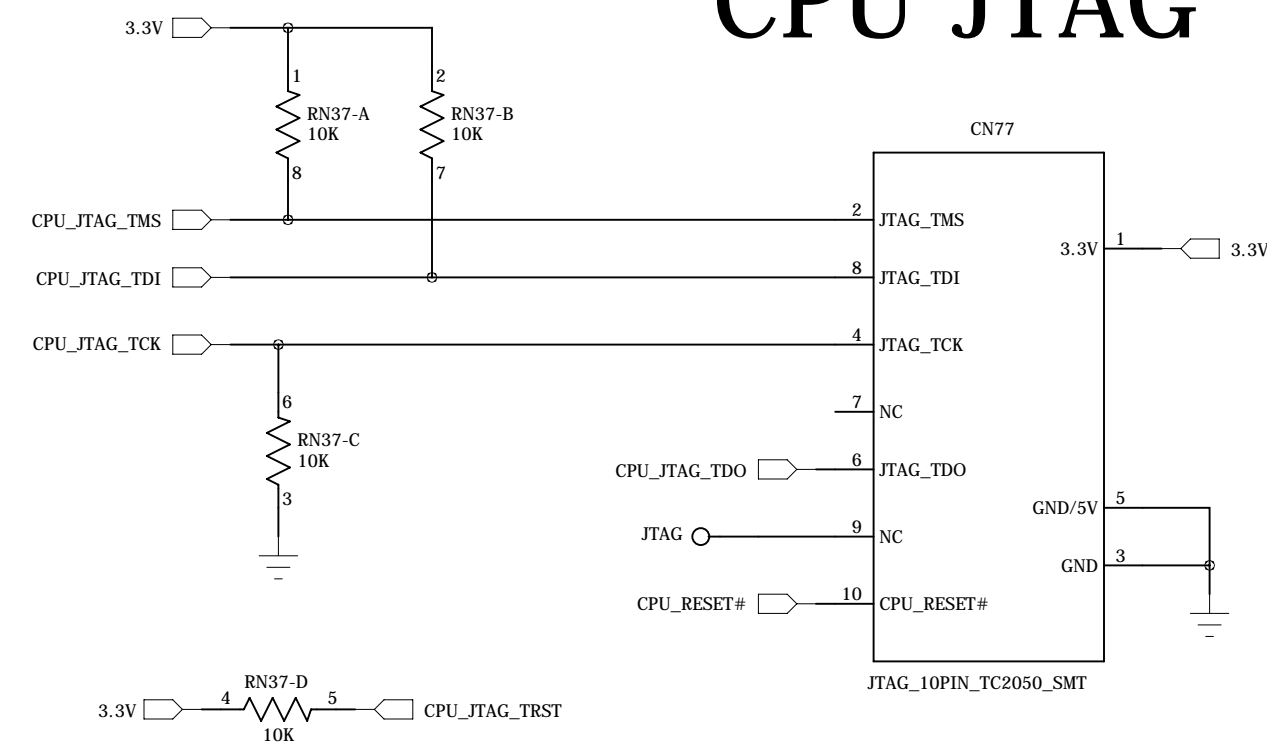 CPU JTAG
3.3V
1
RN37-A
10K
8
2
RN37-B
10K
7
CPU_JTAG_TMS
CPU_JTAG_TDI
CPU_JTAG_TCK
6
RN37-C
10K
3
CN77
2
JTAG_TMS
8
JTAG_TDI
4
JTAG_TCK
7
NC
CPU_JTAG_TDO
6
JTAG_TDO
JTAG
9
NC
CPU_RESET#
10
CPU_RESET#
3.3V
1
3.3V
GND/5V
5
GND
3
JTAG_10PIN_TC2050_SMT
RN37-D
3.3V
4
5
CPU_JTAG_TRST
10K